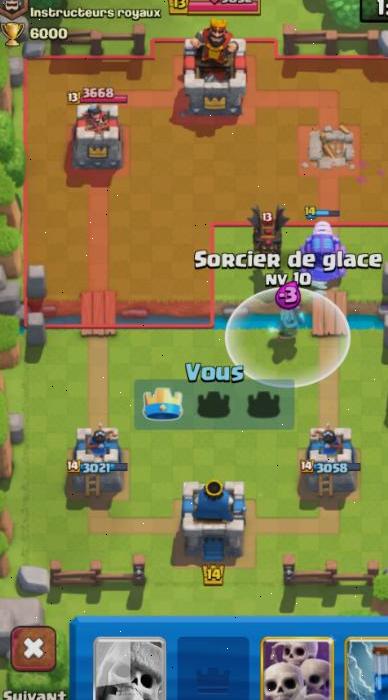 Instructeurs royaux
6000
13
13 3668
13
14
Sorcier de glace
NV 10
-3
Vous
14 3021
14 3058
14
Suivant